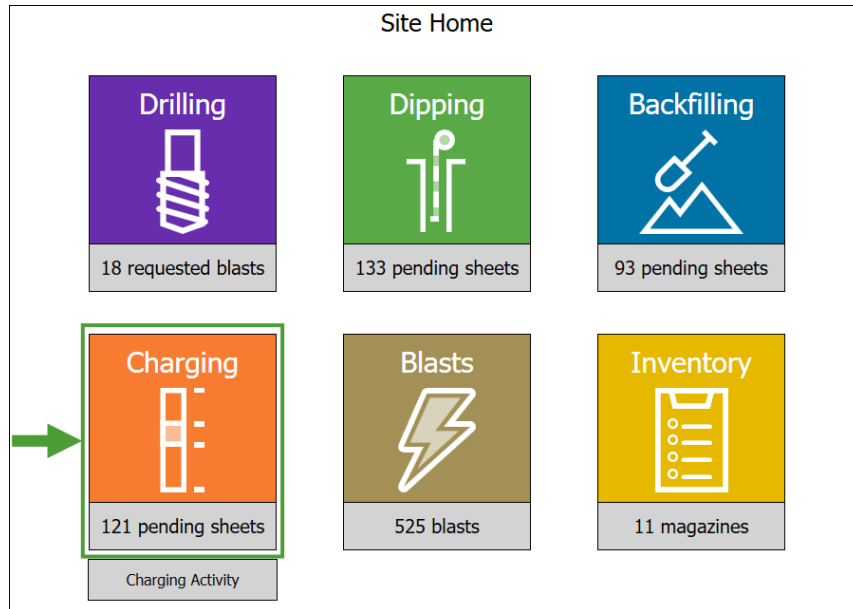 Site Home
Drilling
Dipping
Backfilling
18 requested blasts
133 pending sheets
93 pending sheets
Charging
Blasts
Inventory
121 pending sheets
525 blasts
11 magazines
Charging Activity